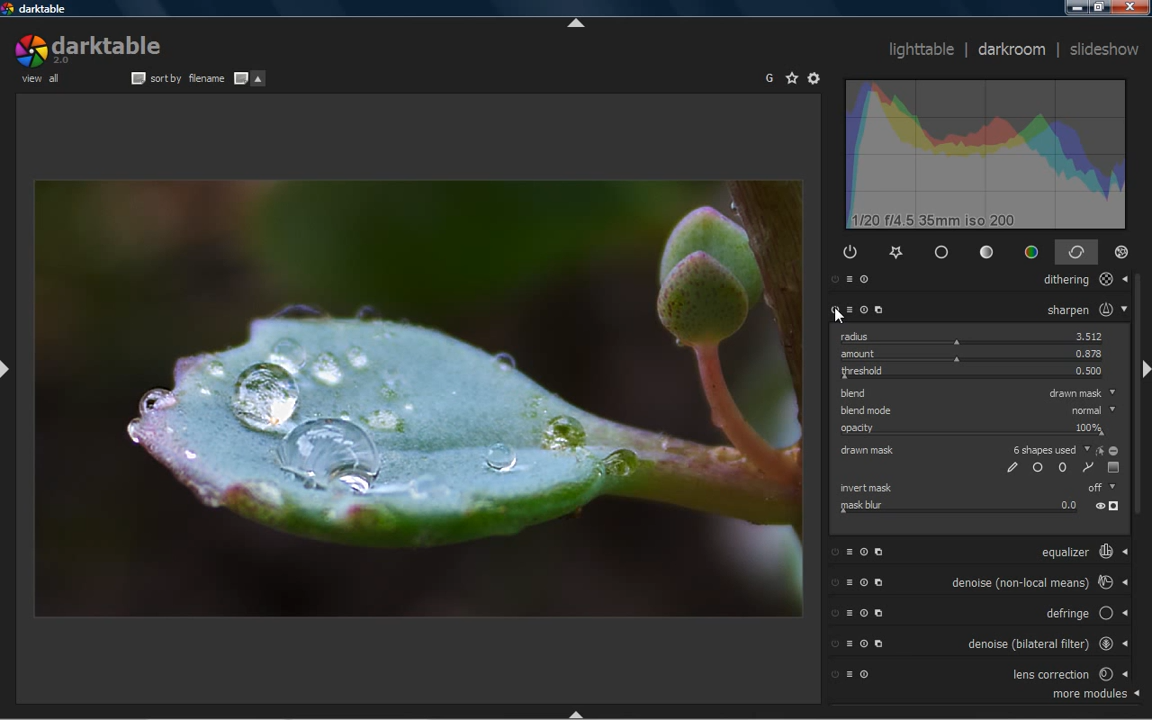 darktable
darktable
2.0
lighttable | darkroom | slideshow
view all sort by filename
G
1/20 f/4.5 35mm iso 200
dithering
sharpen
radius 3.512
amount 0.878
threshold 0.500
blend drawn mask
blend mode normal
opacity 100%
drawn mask 6 shapes used
invert mask off
mask blur 0.0
equalizer
denoise (non-local means)
defringe
denoise (bilateral filter)
lens correction
more modules